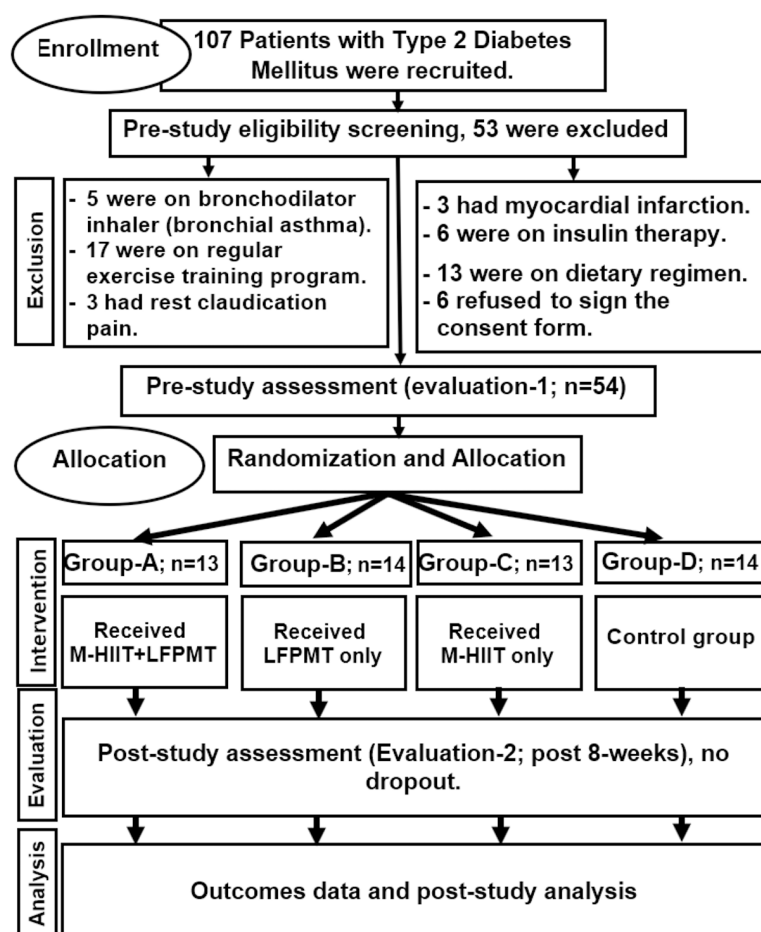 Enrollment
107 Patients with Type 2 Diabetes
Mellitus were recruited.
Pre-study eligibility screening, 53 were excluded
Exclusion
- 5 were on bronchodilator
inhaler (bronchial asthma).
- 17 were on regular
exercise training program.
- 3 had rest claudication
pain.
- 3 had myocardial infarction.
- 6 were on insulin therapy.
- 13 were on dietary regimen.
- 6 refused to sign the
consent form.
Pre-study assessment (evaluation-1; n=54)
Allocation
Randomization and Allocation
Intervention
Group-A; n=13
Group-B; n=14
Group-C; n=13
Group-D; n=14
Received
M-HIIT+LFPMT
Received
LFPMT only
Received
M-HIIT only
Control group
Evaluation
Post-study assessment (Evaluation-2; post 8-weeks), no
dropout.
Analysis
Outcomes data and post-study analysis